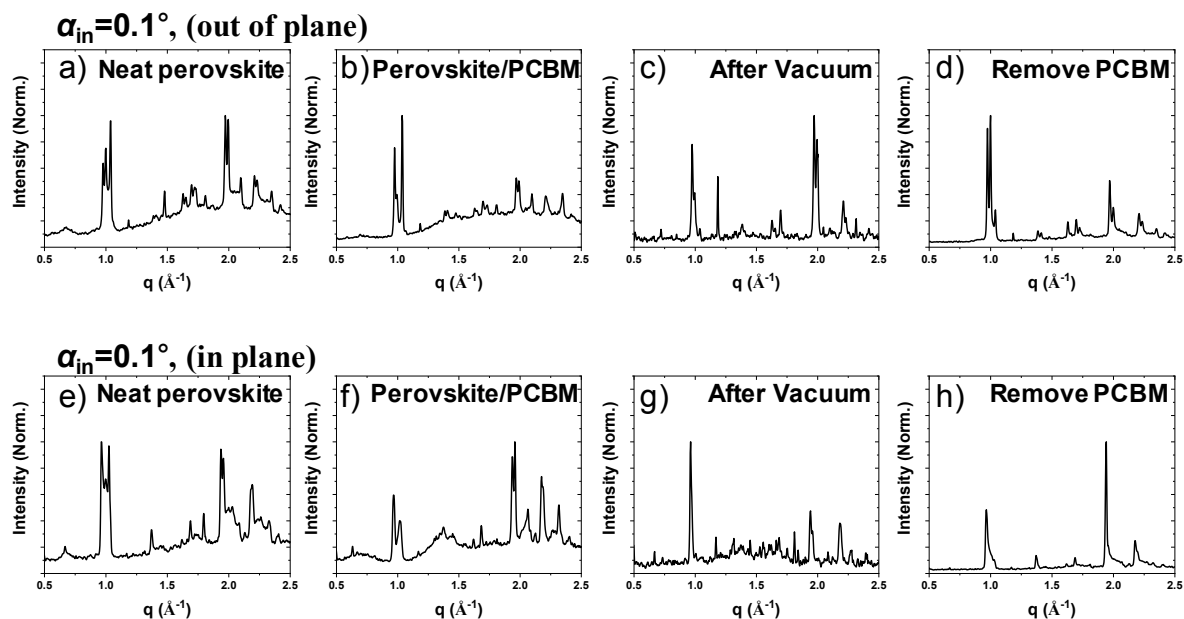 α_in=0.1°, (out of plane)
a) Neat perovskite
Intensity (Norm.)
0.5 1.0 1.5 2.0 2.5
q (Å⁻¹)
b) Perovskite/PCBM
Intensity (Norm.)
0.5 1.0 1.5 2.0 2.5
q (Å⁻¹)
c) After Vacuum
Intensity (Norm.)
0.5 1.0 1.5 2.0 2.5
q (Å⁻¹)
d) Remove PCBM
Intensity (Norm.)
0.5 1.0 1.5 2.0 2.5
q (Å⁻¹)
α_in=0.1°, (in plane)
e) Neat perovskite
Intensity (Norm.)
0.5 1.0 1.5 2.0 2.5
q (Å⁻¹)
f) Perovskite/PCBM
Intensity (Norm.)
0.5 1.0 1.5 2.0 2.5
q (Å⁻¹)
g) After Vacuum
Intensity (Norm.)
0.5 1.0 1.5 2.0 2.5
q (Å⁻¹)
h) Remove PCBM
Intensity (Norm.)
0.5 1.0 1.5 2.0 2.5
q (Å⁻¹)